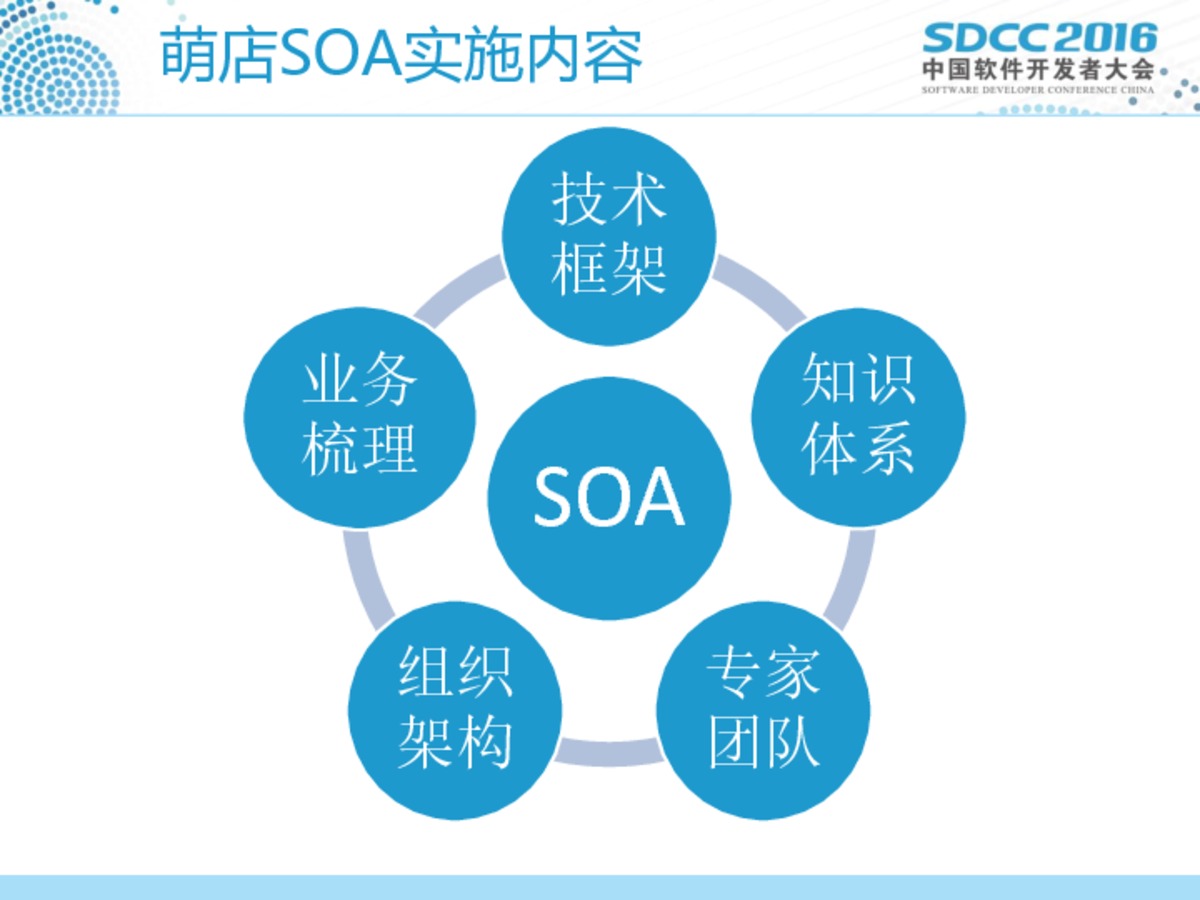 萌店SOA实施内容
SDCC 2016
中国软件开发者大会
SOFTWARE DEVELOPER CONFERENCE CHINA
技术
框架
业务
梳理
知识
体系
SOA
组织
架构
专家
团队